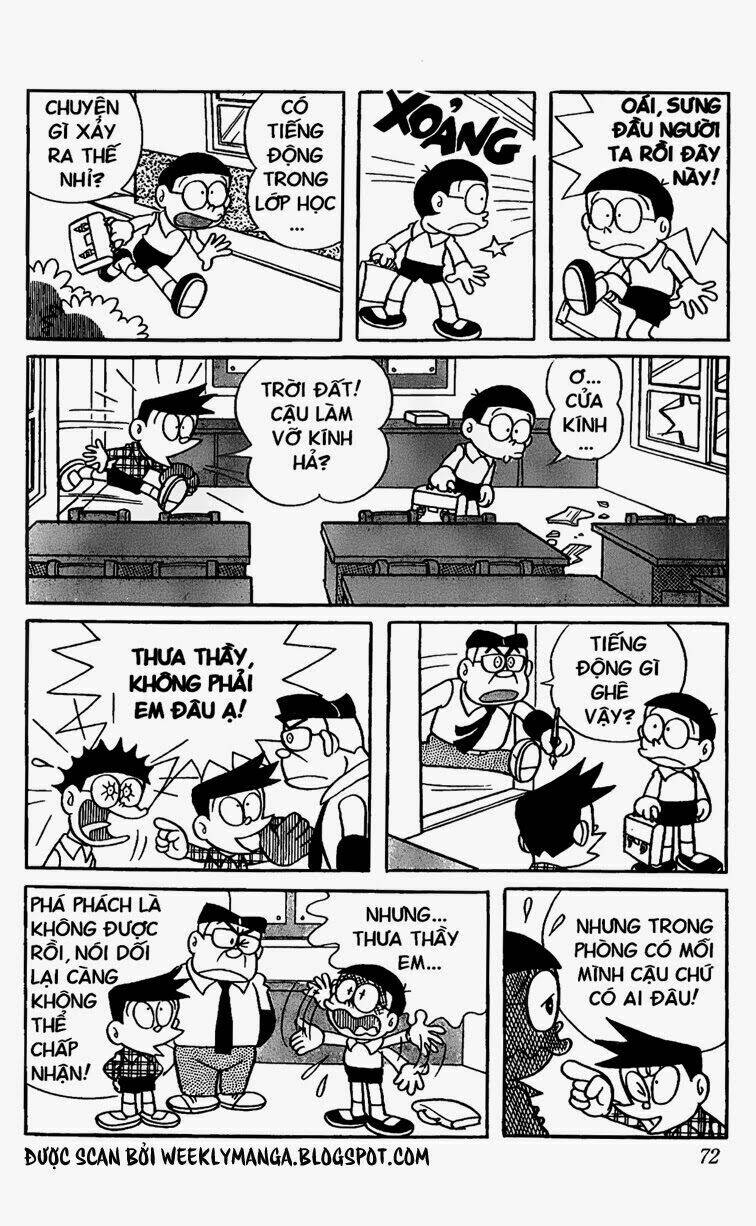 OÁI, SƯNG
ĐẦU NGƯỜI
TA RỒI ĐÂY
NÀY!
XOẢNG
CÓ
TIẾNG
ĐỘNG
TRONG
LỚP HỌC
...
CHUYỆN
GÌ XẢY
RA THẾ
NHỈ?
Ơ...
CỬA
KÍNH
...
TRỜI ĐẤT!
CẬU LÀM
VỠ KÍNH
HẢ?
TIẾNG
ĐỘNG GÌ
GHÊ
VẬY?
THƯA THẦY,
KHÔNG PHẢI
EM ĐÂU Ạ!
NHƯNG TRONG
PHÒNG CÓ MỖI
MÌNH CẬU CHỨ
CÓ AI ĐÂU!
NHƯNG...
THƯA THẦY
EM...
PHÁ PHÁCH LÀ
KHÔNG ĐƯỢC
RỒI, NÓI DỐI
LẠI CÀNG
KHÔNG
THỂ
CHẤP
NHẬN!
ĐƯỢC SCAN BỞI WEEKLYMANGA.BLOGSPOT.COM
72